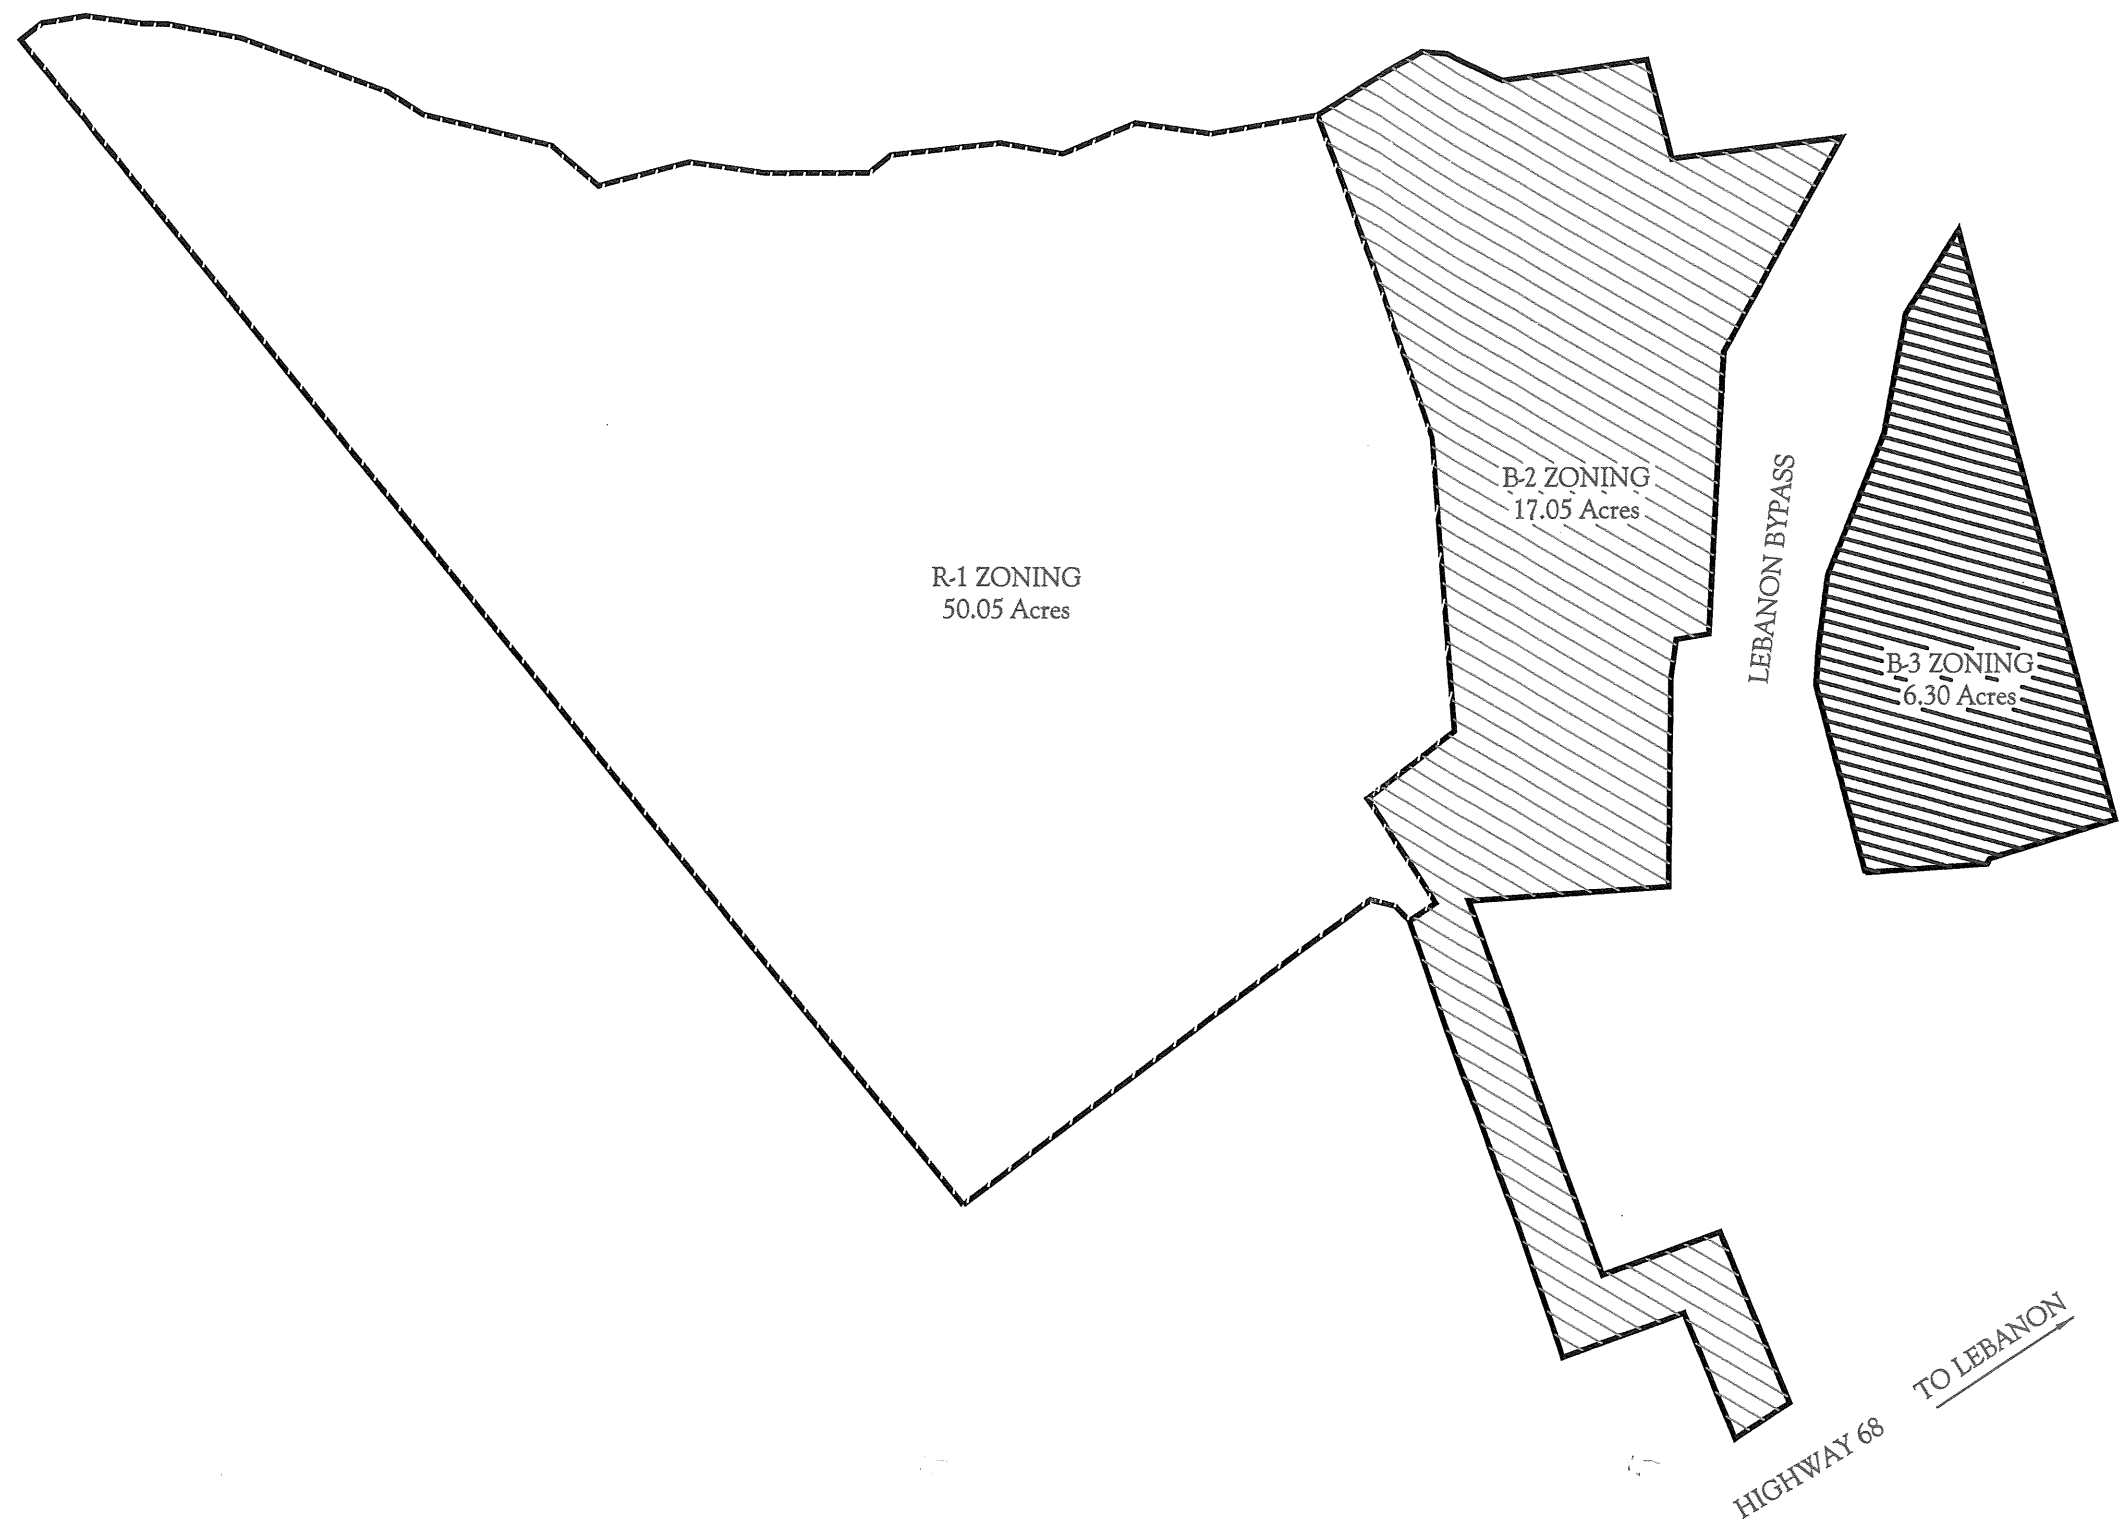 R-1 ZONING
50.05 Acres
B-2 ZONING
17.05 Acres
LEBANON BYPASS
B-3 ZONING
6.30 Acres
TO LEBANON
HIGHWAY 68